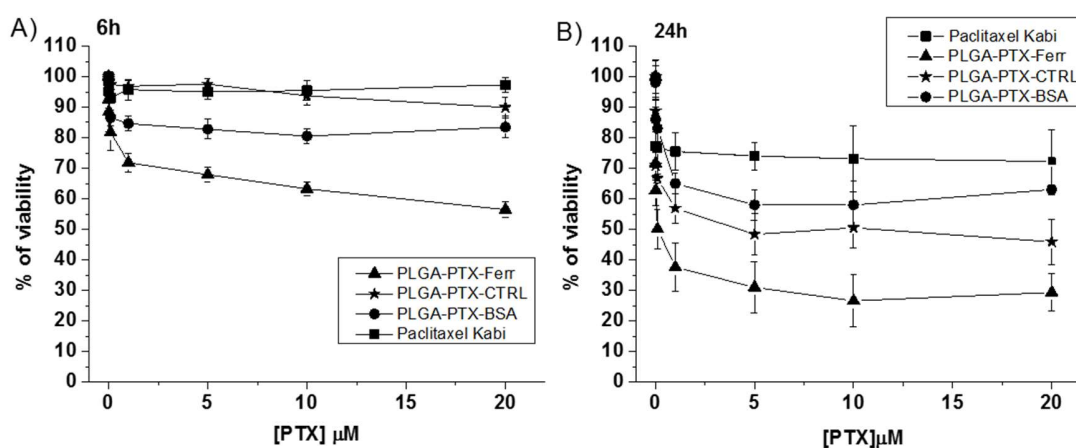 A)
6h
110
100
90
80
70
60
50
40
30
20
10
0
% of viability
0 5 10 15 20
[PTX] μM
PLGA-PTX-Ferr
PLGA-PTX-CTRL
PLGA-PTX-BSA
Paclitaxel Kabi
B)
24h
110
100
90
80
70
60
50
40
30
20
10
0
% of viability
0 5 10 15 20
[PTX]μM
Paclitaxel Kabi
PLGA-PTX-Ferr
PLGA-PTX-CTRL
PLGA-PTX-BSA